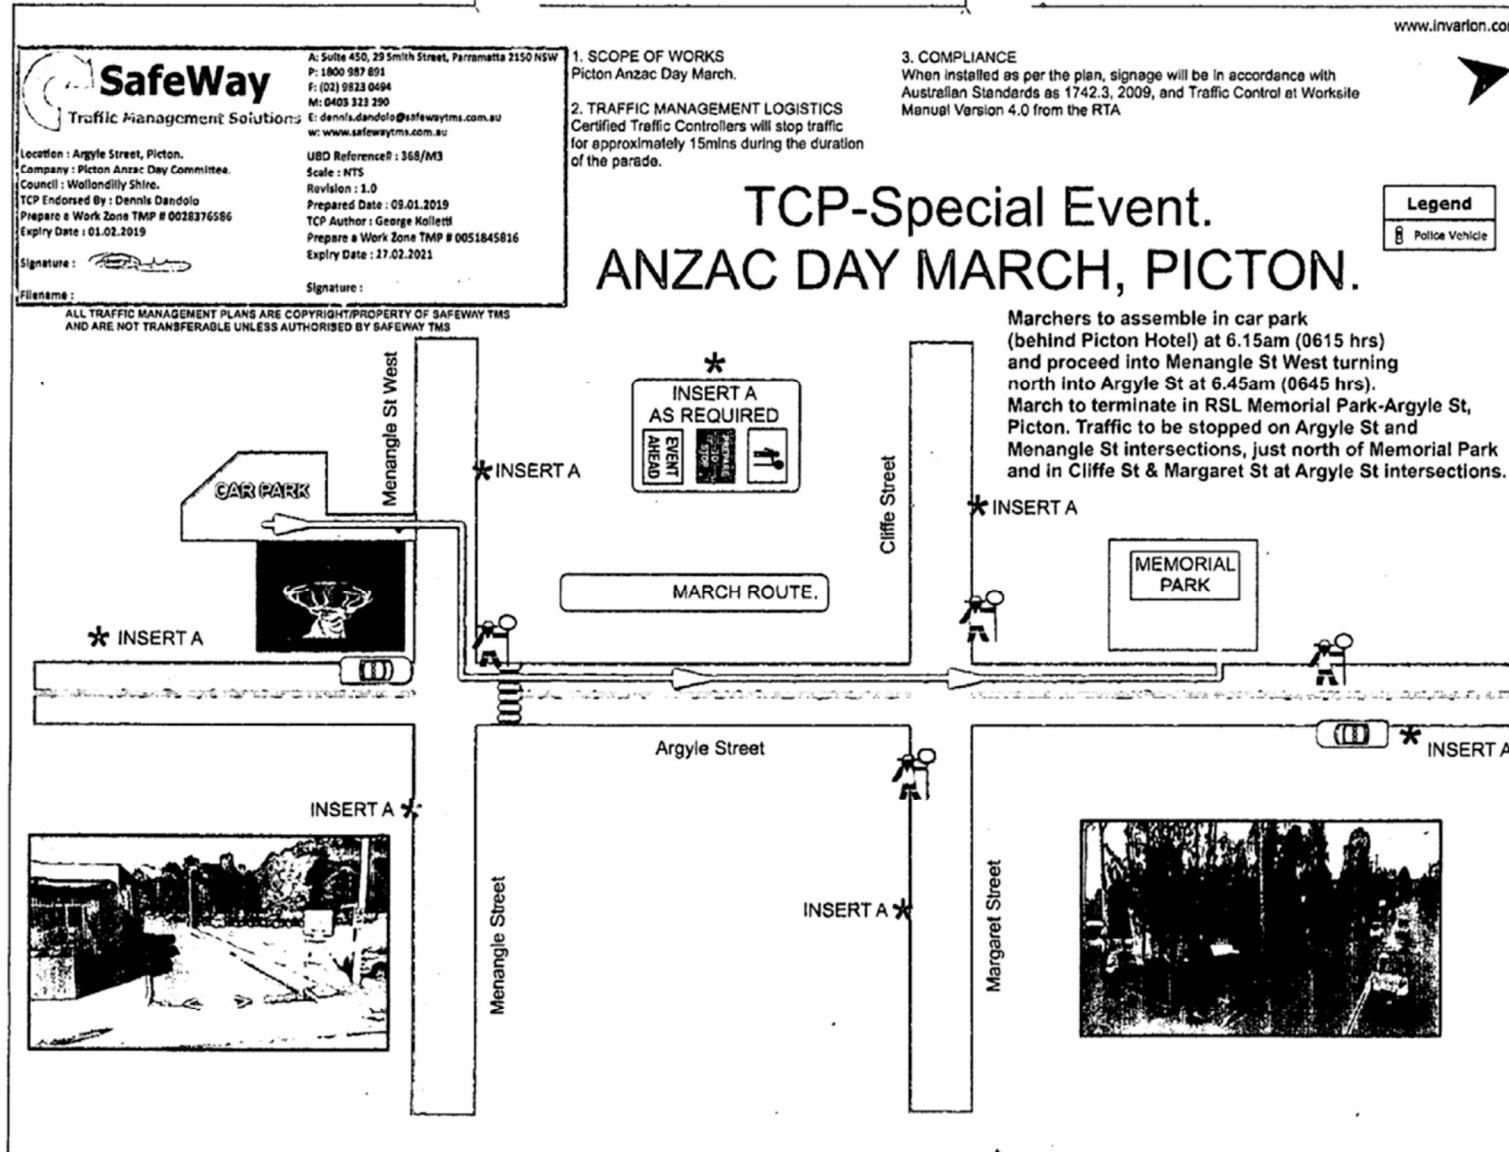 www.invarion.com
SafeWay
Traffic Management Solutions
A: Suite 450, 29 Smith Street, Parramatta 2150 NSW
P: 1800 987 891
F: (02) 9823 0494
M: 0403 323 290
E: dennis.dandolo@safewaytms.com.au
w: www.safewaytms.com.au
Location : Argyle Street, Picton.
Company : Picton Anzac Day Committee.
Council : Wollondilly Shire.
TCP Endorsed By : Dennis Dandolo
Prepare a Work Zone TMP # 0028376586
Expiry Date : 01.02.2019
Signature :
Filename :
UBD Reference# : 368/M3
Scale : NTS
Revision : 1.0
Prepared Date : 09.01.2019
TCP Author : George Kolletti
Prepare a Work Zone TMP # 0051845816
Expiry Date : 27.02.2021
Signature :
ALL TRAFFIC MANAGEMENT PLANS ARE COPYRIGHT/PROPERTY OF SAFEWAY TMS
AND ARE NOT TRANSFERABLE UNLESS AUTHORISED BY SAFEWAY TMS
1. SCOPE OF WORKS
Picton Anzac Day March.
2. TRAFFIC MANAGEMENT LOGISTICS
Certified Traffic Controllers will stop traffic
for approximately 15mins during the duration
of the parade.
3. COMPLIANCE
When installed as per the plan, signage will be in accordance with
Australian Standards as 1742.3, 2009, and Traffic Control at Worksite
Manual Version 4.0 from the RTA
TCP-Special Event.
ANZAC DAY MARCH, PICTON.
Legend
Police Vehicle
Marchers to assemble in car park
(behind Picton Hotel) at 6.15am (0615 hrs)
and proceed into Menangle St West turning
north into Argyle St at 6.45am (0645 hrs).
March to terminate in RSL Memorial Park-Argyle St,
Picton. Traffic to be stopped on Argyle St and
Menangle St intersections, just north of Memorial Park
and in Cliffe St & Margaret St at Argyle St intersections.
Menangle St West
INSERT A
AS REQUIRED
EVENT
AHEAD
PREPARE
TO
STOP
CAR PARK
INSERT A
Cliffe Street
INSERT A
MEMORIAL
PARK
MARCH ROUTE.
INSERT A
Argyle Street
INSERT A
INSERT A
Menangle Street
INSERT A
Margaret Street